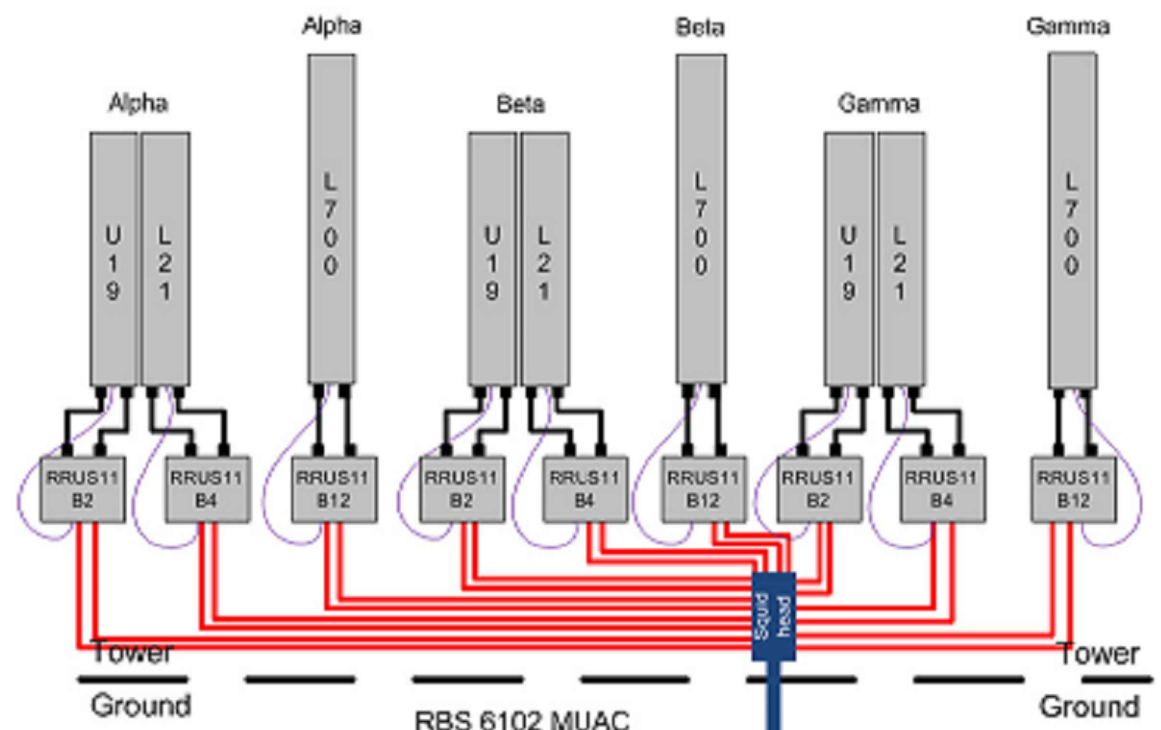 Alpha
Beta
Gamma
Alpha
Beta
Gamma
L
7
0
0
L
7
0
0
L
7
0
0
U
1
9
L
2
1
U
1
9
L
2
1
U
1
9
L
2
1
RRUS11
B2
RRUS11
B4
RRUS11
B12
RRUS11
B2
RRUS11
B4
RRUS11
B12
RRUS11
B2
RRUS11
B4
RRUS11
B12
Squid
head
Tower
Tower
Ground
Ground
RBS 6102 MUAC